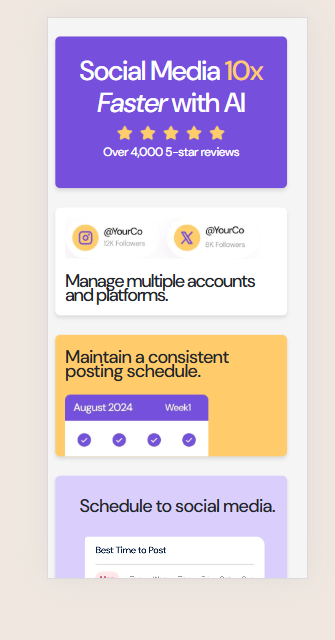 Social Media 10x
Faster with AI
Over 4,000 5-star reviews
@YourCo
12K Followers
@YourCo
8K Followers
Manage multiple accounts
and platforms.
Maintain a consistent
posting schedule.
August 2024 Week1
Schedule to social media.
Best Time to Post